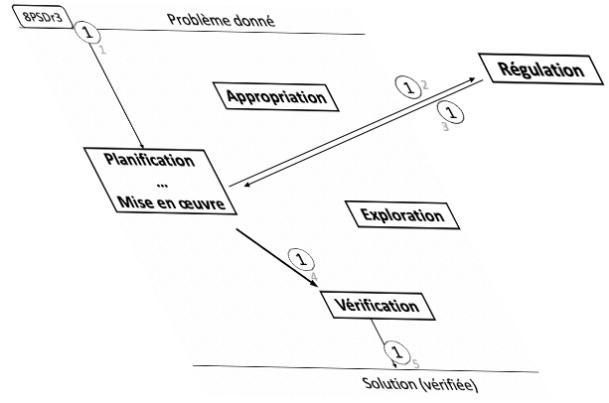 8PSDr3
Problème donné
1
1
Appropriation
1
2
Régulation
1
3
Planification
...
Mise en œuvre
Exploration
1
4
Vérification
1
5
Solution (vérifiée)